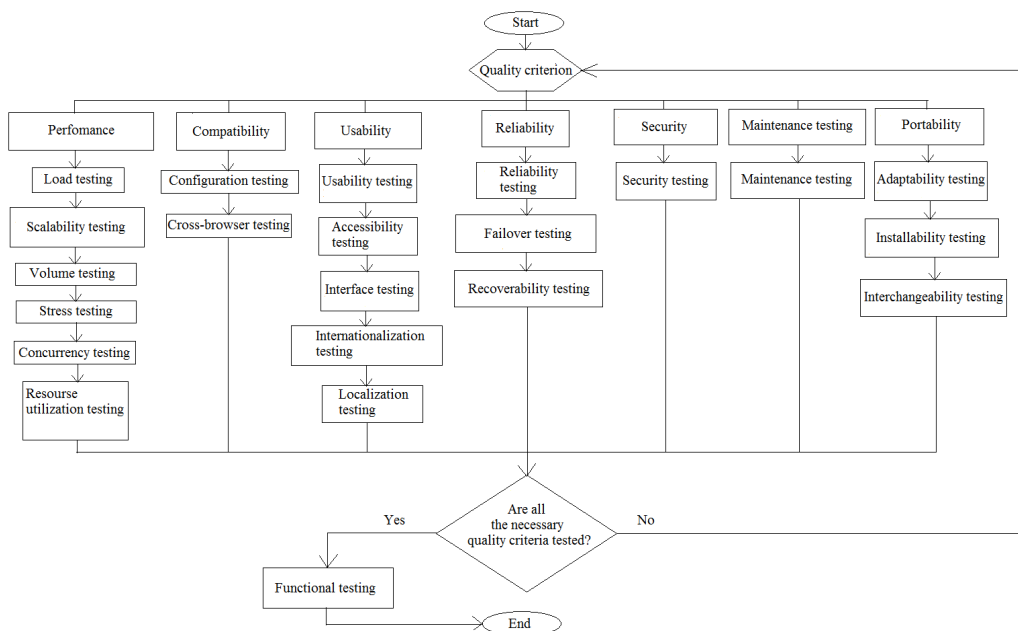 Start
Quality criterion
Perfomance
Compatibility
Usability
Reliability
Security
Maintenance testing
Portability
Load testing
Scalability testing
Volume testing
Stress testing
Concurrency testing
Resourse
utilization testing
Configuration testing
Cross-browser testing
Usability testing
Accessibility
testing
Interface testing
Internationalization
testing
Localization
testing
Reliability
testing
Failover testing
Recoverability testing
Security testing
Maintenance testing
Adaptability testing
Installability testing
Interchangeability testing
Are all
the necessary
quality criteria tested?
Yes
No
Functional testing
End